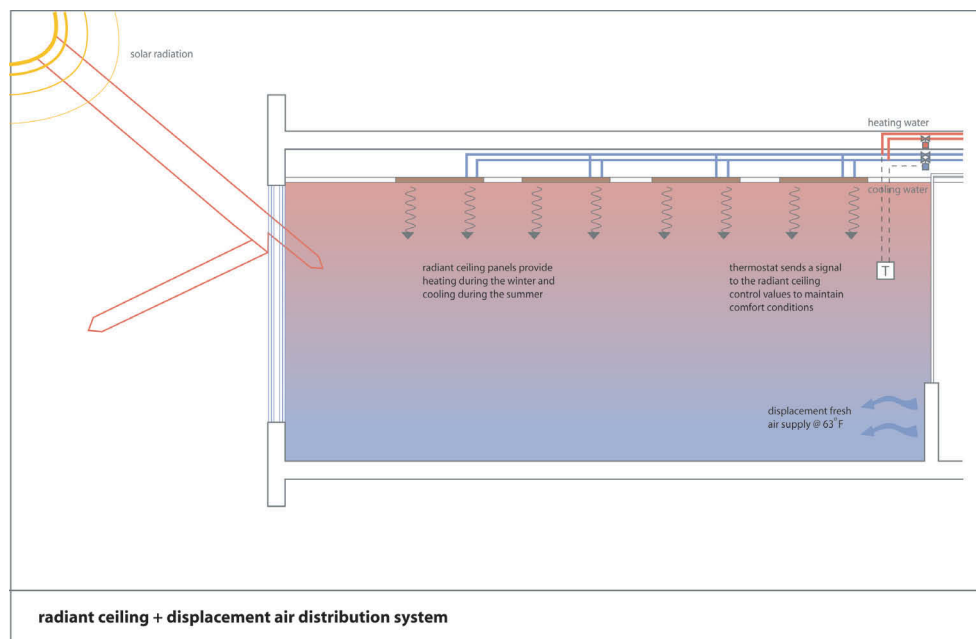 solar radiation
heating water
cooling water
radiant ceiling panels provide
heating during the winter and
cooling during the summer
thermostat sends a signal
to the radiant ceiling
control values to maintain
comfort conditions
T
displacement fresh
air supply @ 63°F
radiant ceiling + displacement air distribution system